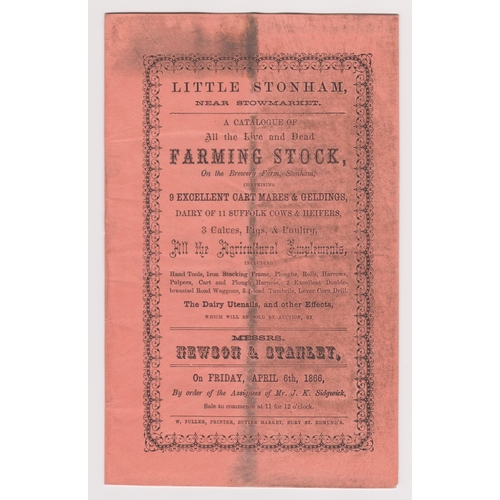 LITTLE STONHAM,
NEAR STOWMARKET.
A CATALOGUE OF
All the Live and Dead
FARMING STOCK,
On the Brewery Farm, Stonham,
COMPRISING
9 EXCELLENT CART MARES & GELDINGS,
DAIRY OF 11 SUFFOLK COWS & HEIFERS,
3 Calves, Pigs, & Poultry,
All the Agricultural Implements,
INCLUDING
Hand Tools, Iron Stacking Frame, Ploughs, Rolls, Harrows,
Pulpers, Cart and Plough Harness, 2 Excellent Double-
breasted Road Waggons, 3 Tumbrils, Lever Corn Drill.
The Dairy Utensils, and other Effects,
WHICH WILL BE SOLD BY AUCTION, BY
MESSRS.
NEWSON & STANLEY,
On FRIDAY, APRIL 6th, 1866,
By order of the Assignees of Mr. J. K. Sidgwick,
Sale to commence at 11 for 12 o'clock.
W. FULLER, PRINTER, BUTTER MARKET, BURY ST. EDMUND'S.